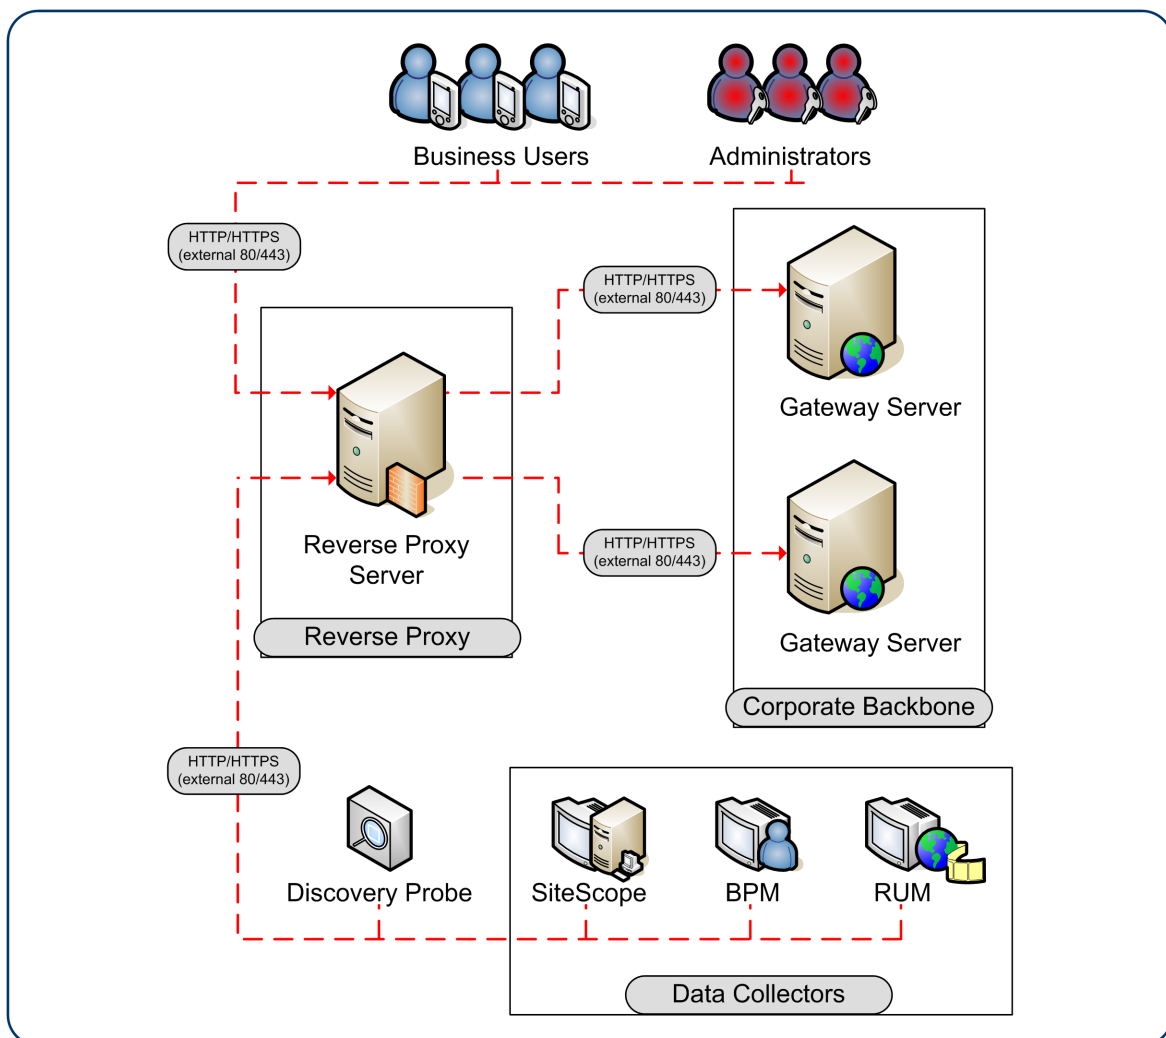 Business Users
Administrators
HTTP/HTTPS
(external 80/443)
HTTP/HTTPS
(external 80/443)
Gateway Server
Reverse Proxy
Server
HTTP/HTTPS
(external 80/443)
Reverse Proxy
Gateway Server
Corporate Backbone
HTTP/HTTPS
(external 80/443)
Discovery Probe
SiteScope
BPM
RUM
Data Collectors